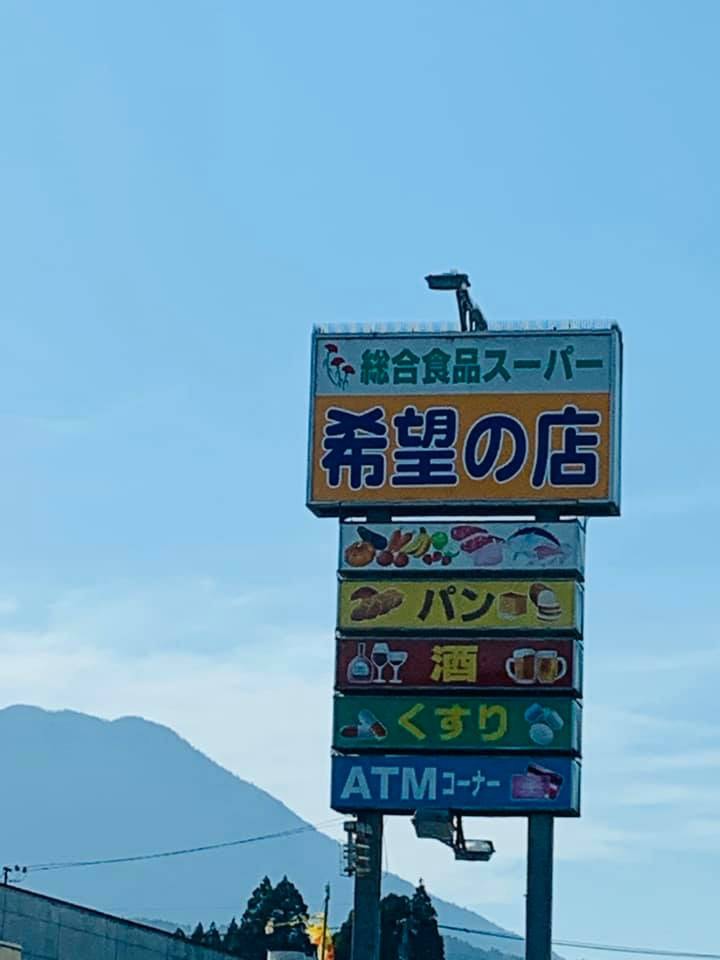 総合食品スーパー
希望の店
パン
酒
くすり
ATMコーナー